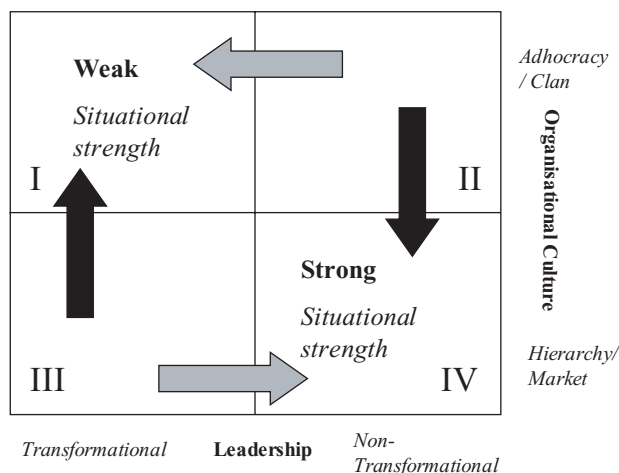 Weak
Situational
strength
I
II
Adhocracy
/ Clan
Organisational Culture
Strong
Situational
strength
III
IV
Hierarchy/
Market
Transformational
Leadership
Non-
Transformational